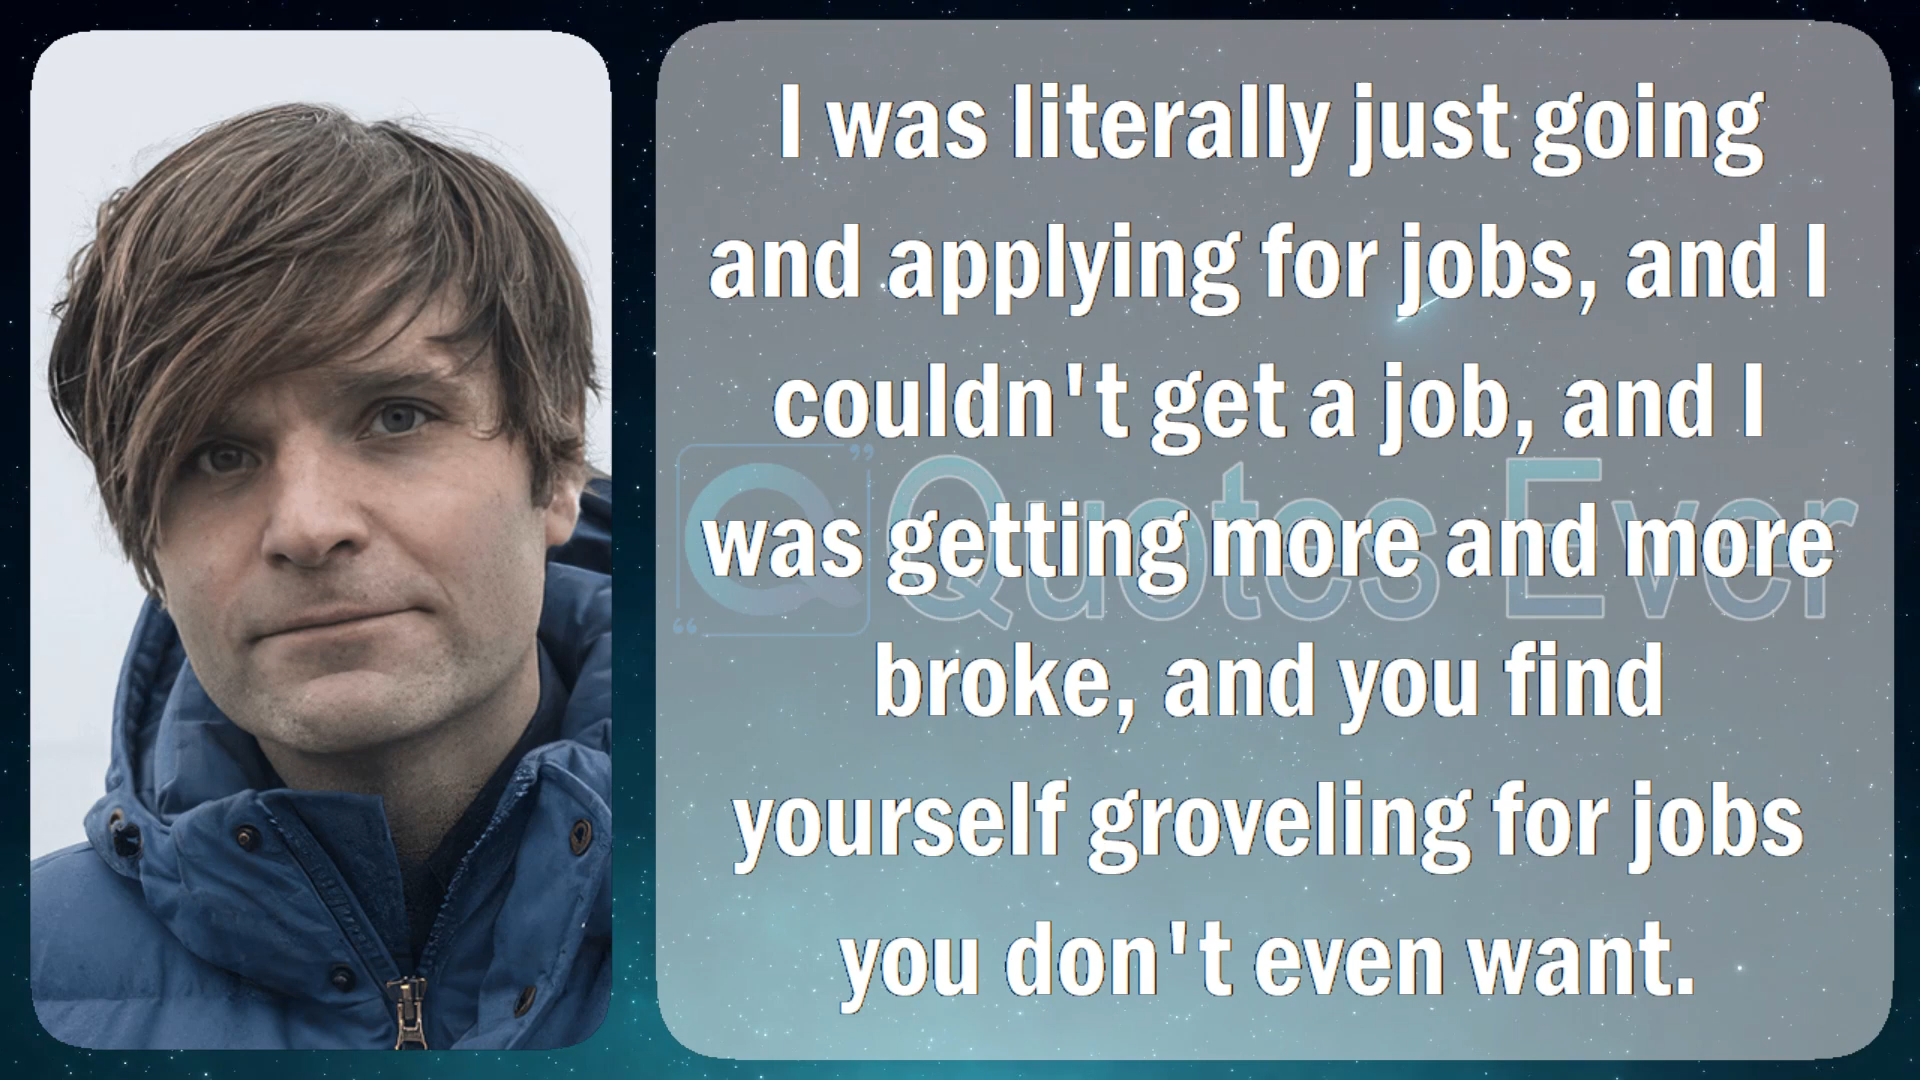 I was literally just going
and applying for jobs, and I
couldn't get a job, and I
Quotes Ever
was getting more and more
broke, and you find
yourself groveling for jobs
you don't even want.